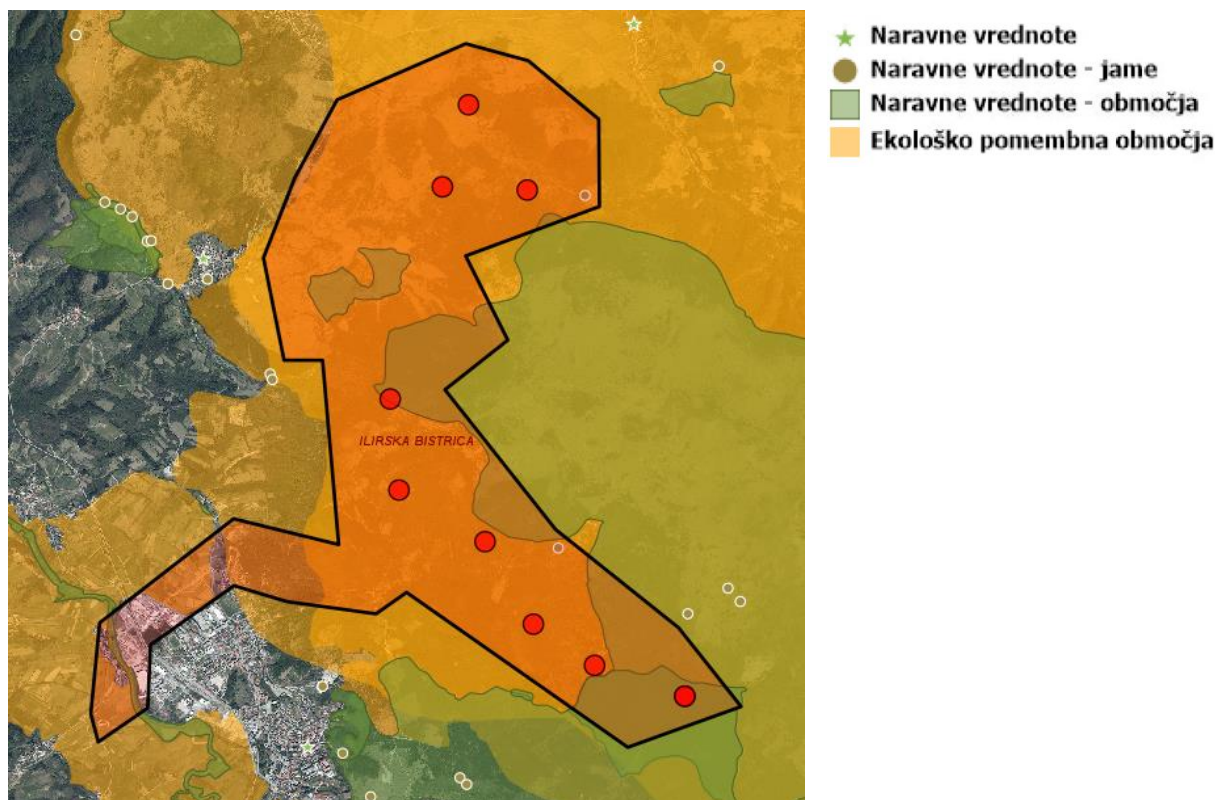 ILIRSKA BISTRICA
Naravne vrednote
Naravne vrednote - jame
Naravne vrednote - območja
Ekološko pomembna območja